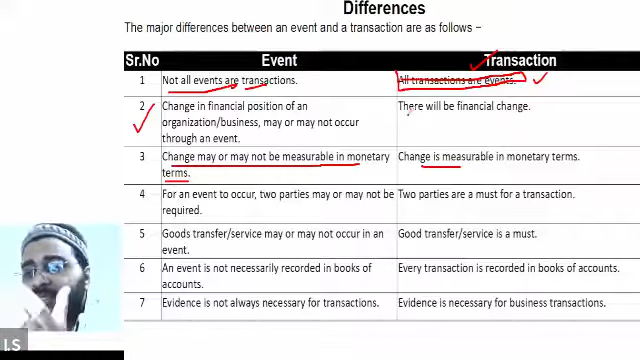 Differences
The major differences between an event and a transaction are as follows −
Sr.No Event Transaction
1 Not all events are transactions. All transactions are events.
2 Change in financial position of an There will be financial change.
organization/business, may or may not occur
through an event.
3 Change may or may not be measurable in monetary Change is measurable in monetary terms.
terms.
4 For an event to occur, two parties may or may not be Two parties are a must for a transaction.
required.
5 Goods transfer/service may or may not occur in an Good transfer/service is a must.
event.
6 An event is not necessarily recorded in books of Every transaction is recorded in books of accounts.
accounts.
7 Evidence is not always necessary for transactions. Evidence is necessary for business transactions.
I.S